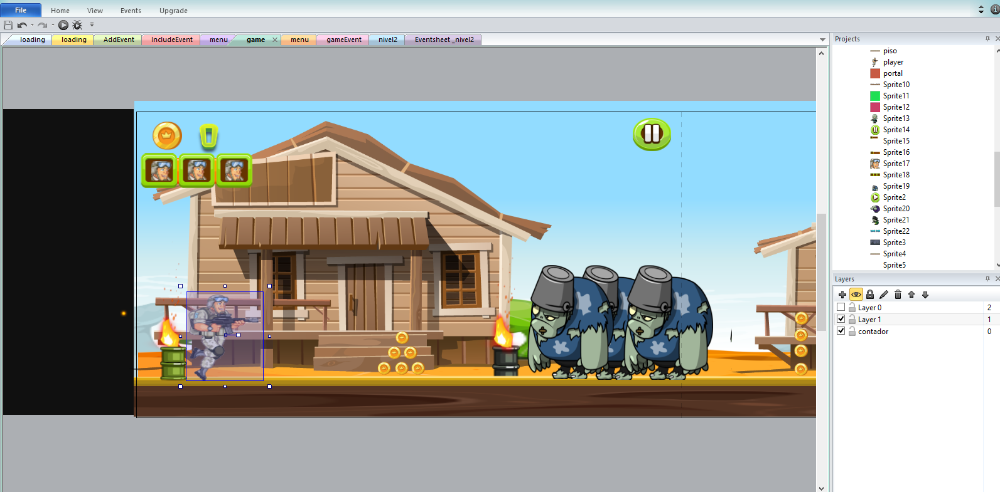 File Home View Events Upgrade
loading loading AddEvent IncludeEvent menu game menu gameEvent nivel2 Eventsheet_nivel2
Projects
piso
player
portal
Sprite10
Sprite11
Sprite12
Sprite13
Sprite14
Sprite15
Sprite16
Sprite17
Sprite18
Sprite19
Sprite2
Sprite20
Sprite21
Sprite22
Sprite3
Sprite4
Sprite5
Layers
Layer 0 2
Layer 1 1
contador 0